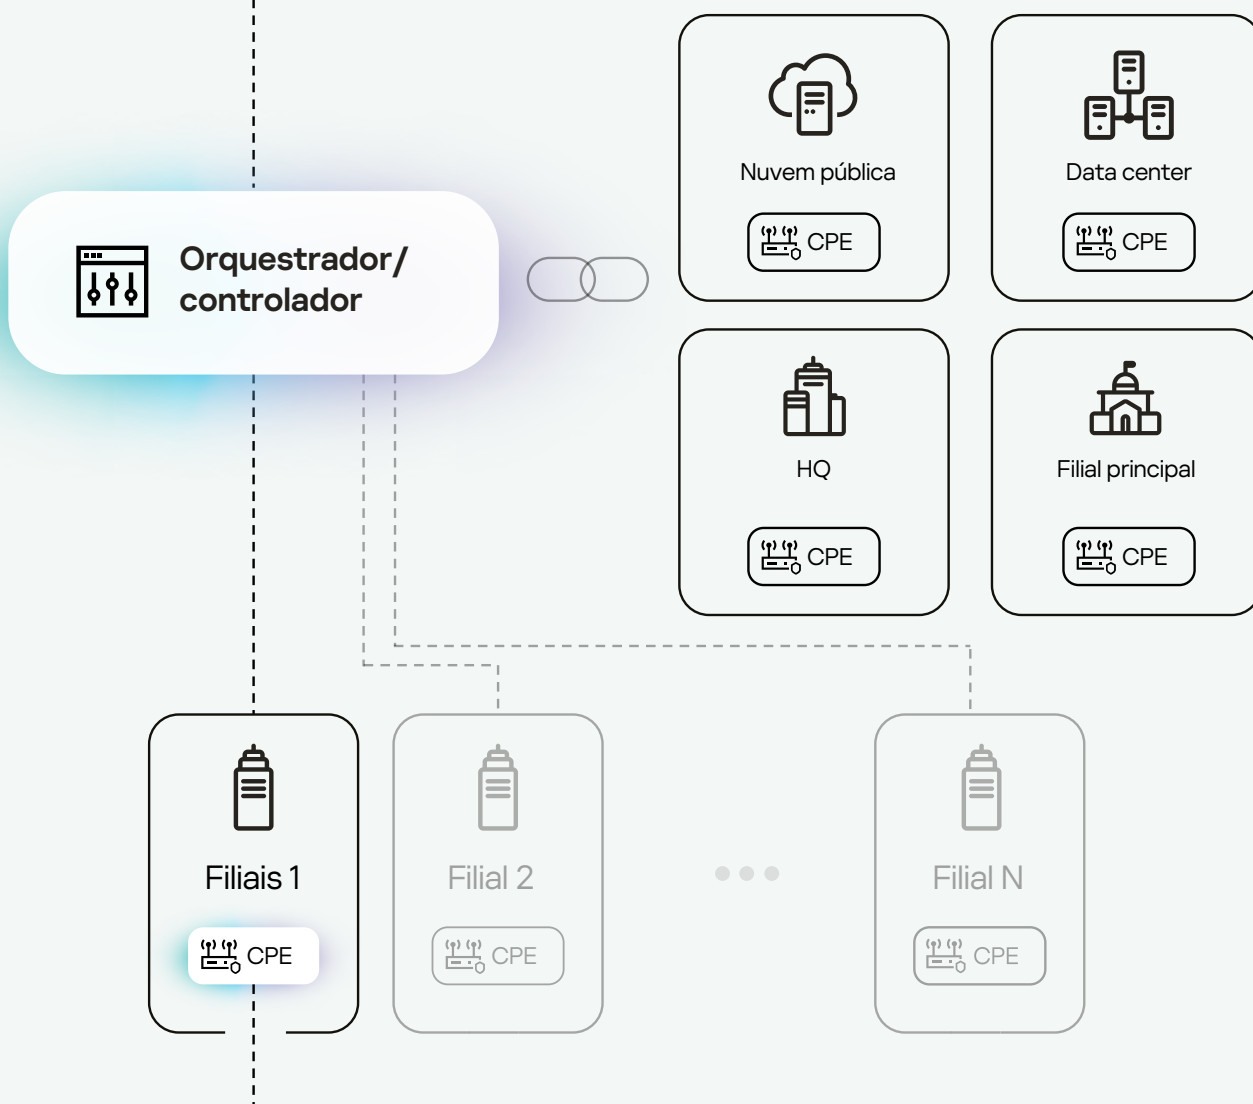 Nuvem pública
CPE
Data center
CPE
Orquestrador/
controlador
HQ
CPE
Filial principal
CPE
Filiais 1
CPE
Filial 2
CPE
Filial N
CPE